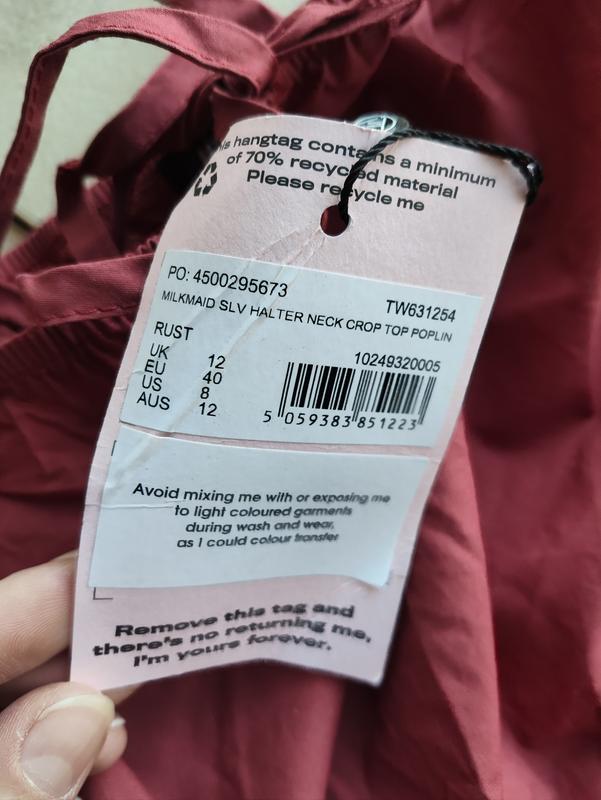 his hangtag contains a minimum
of 70% recycled material
Please recycle me
PO: 4500295673
TW631254
MILKMAID SLV HALTER NECK CROP TOP POPLIN
RUST
10249320005
UK 12
EU 40
US 8
AUS 12
5 059383 851223
Avoid mixing me with or exposing me
to light coloured garments
during wash and wear,
as I could colour transfer
Remove this tag and
there's no returning me,
I'm yours forever.